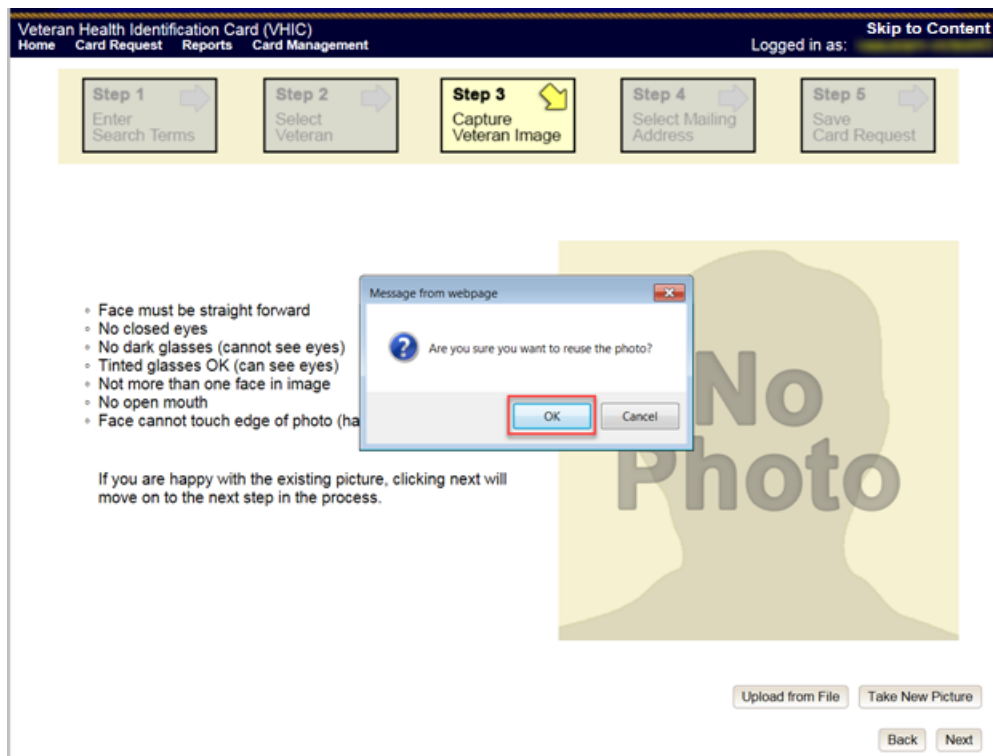 Veteran Health Identification Card (VHIC)
Skip to Content
Home Card Request Reports Card Management
Logged in as:
Step 1
Enter
Search Terms
Step 2
Select
Veteran
Step 3
Capture
Veteran Image
Step 4
Select Mailing
Address
Step 5
Save
Card Request
Message from webpage
Are you sure you want to reuse the photo?
OK Cancel
Face must be straight forward
No closed eyes
No dark glasses (cannot see eyes)
Tinted glasses OK (can see eyes)
Not more than one face in image
No open mouth
Face cannot touch edge of photo (ha
If you are happy with the existing picture, clicking next will
move on to the next step in the process.
No
Photo
Upload from File Take New Picture
Back Next